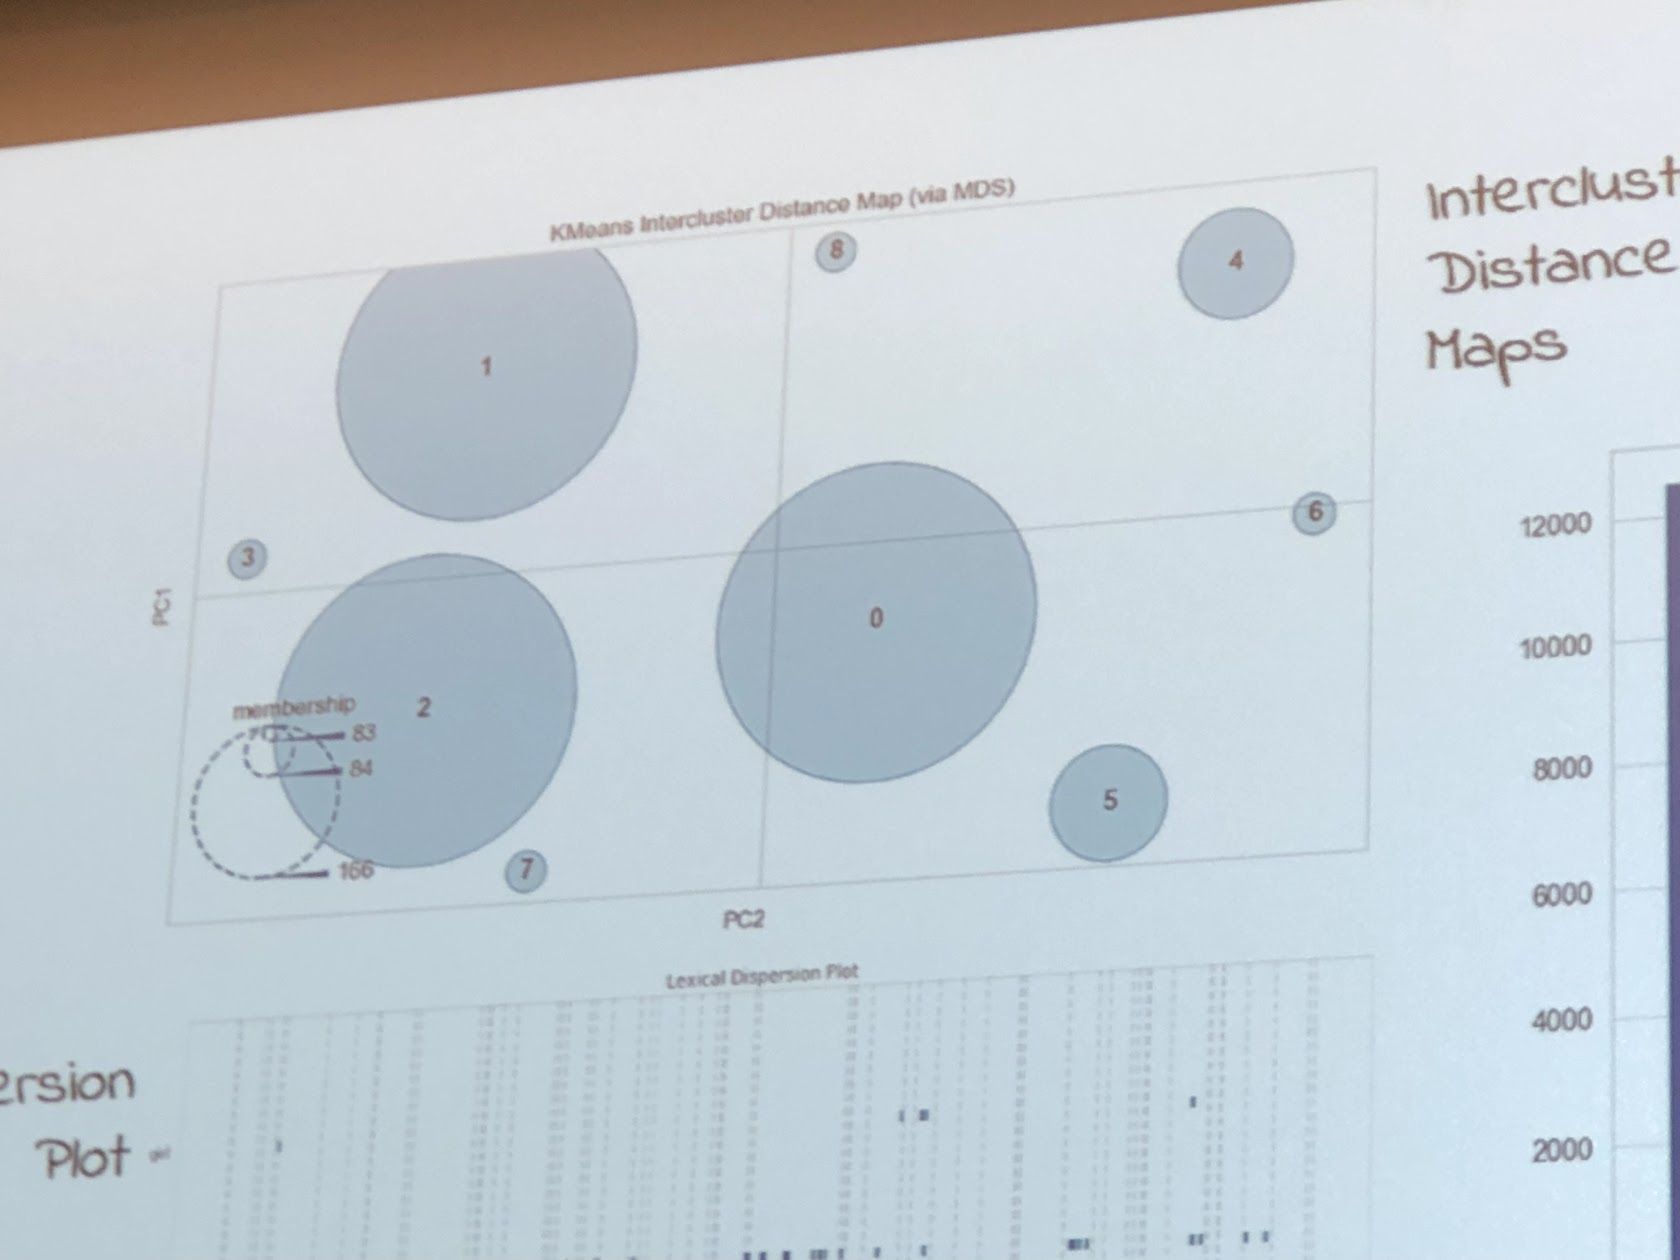 KMeans Intercluster Distance Map (via MDS)
8
4
1
6
3
0
PC1
2
membership
83
84
5
166
7
PC2
Interclust
Distance
Maps
12000
10000
8000
6000
4000
2000
Lexical Dispersion Plot
ersion
Plot